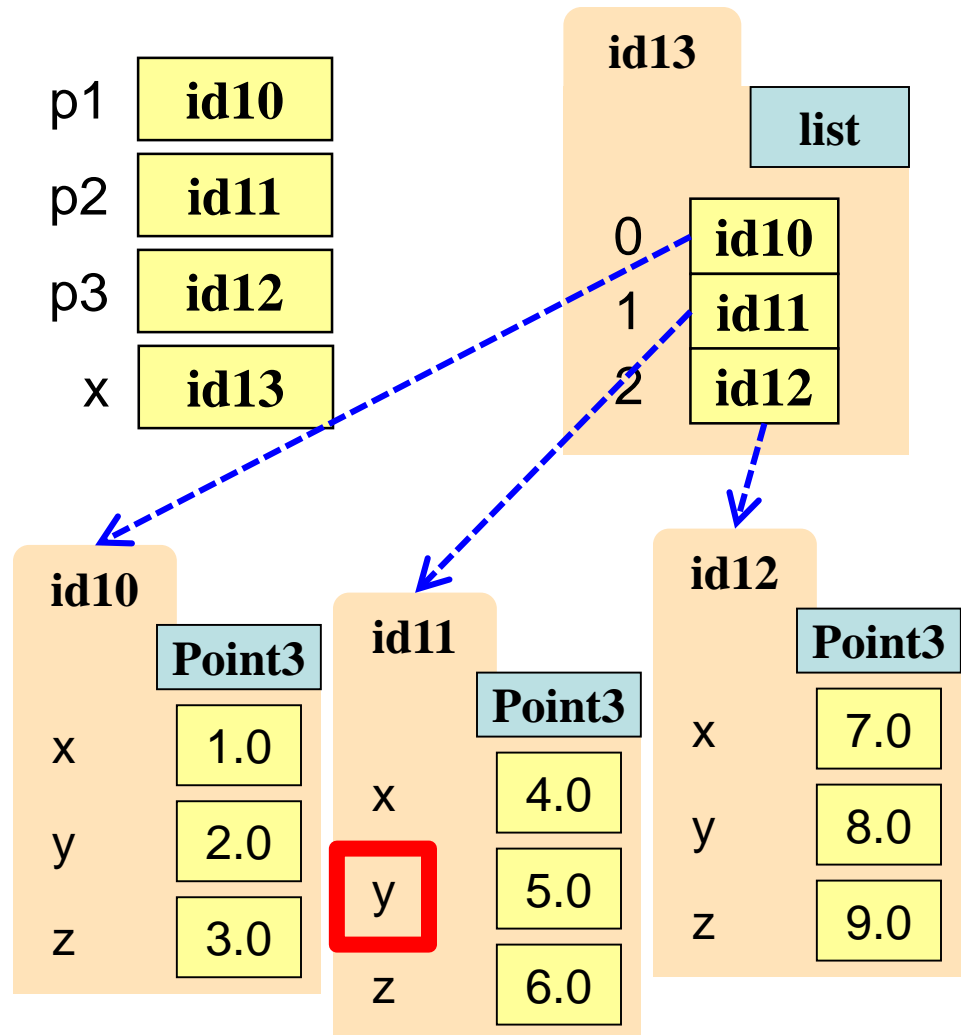 p1 id10
p2 id11
p3 id12
x id13
id13
list
0 id10
1 id11
2 id12
id10
Point3
x 1.0
y 2.0
z 3.0
id11
Point3
x 4.0
y 5.0
z 6.0
id12
Point3
x 7.0
y 8.0
z 9.0